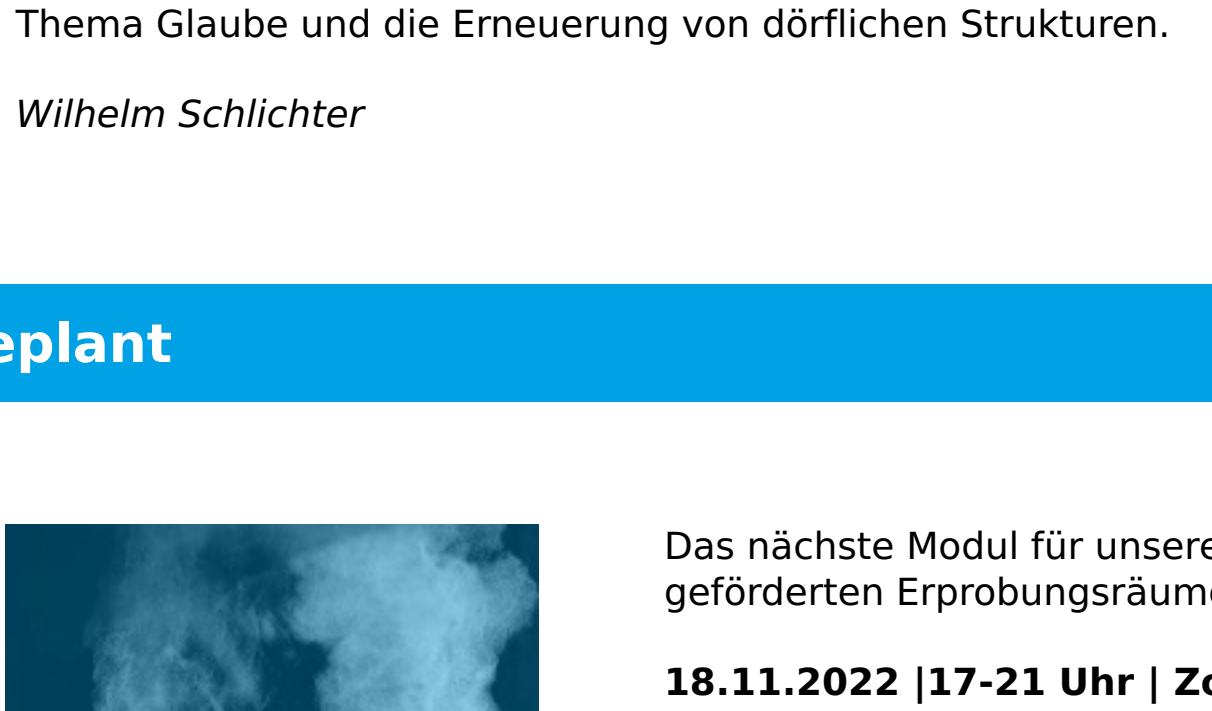 Thema Glaube und die Erneuerung von dörflichen Strukturen.
Wilhelm Schlichter
eplant
Das nächste Modul für unsere
geförderten Erprobungsräume
18.11.2022 |17-21 Uhr | Zo